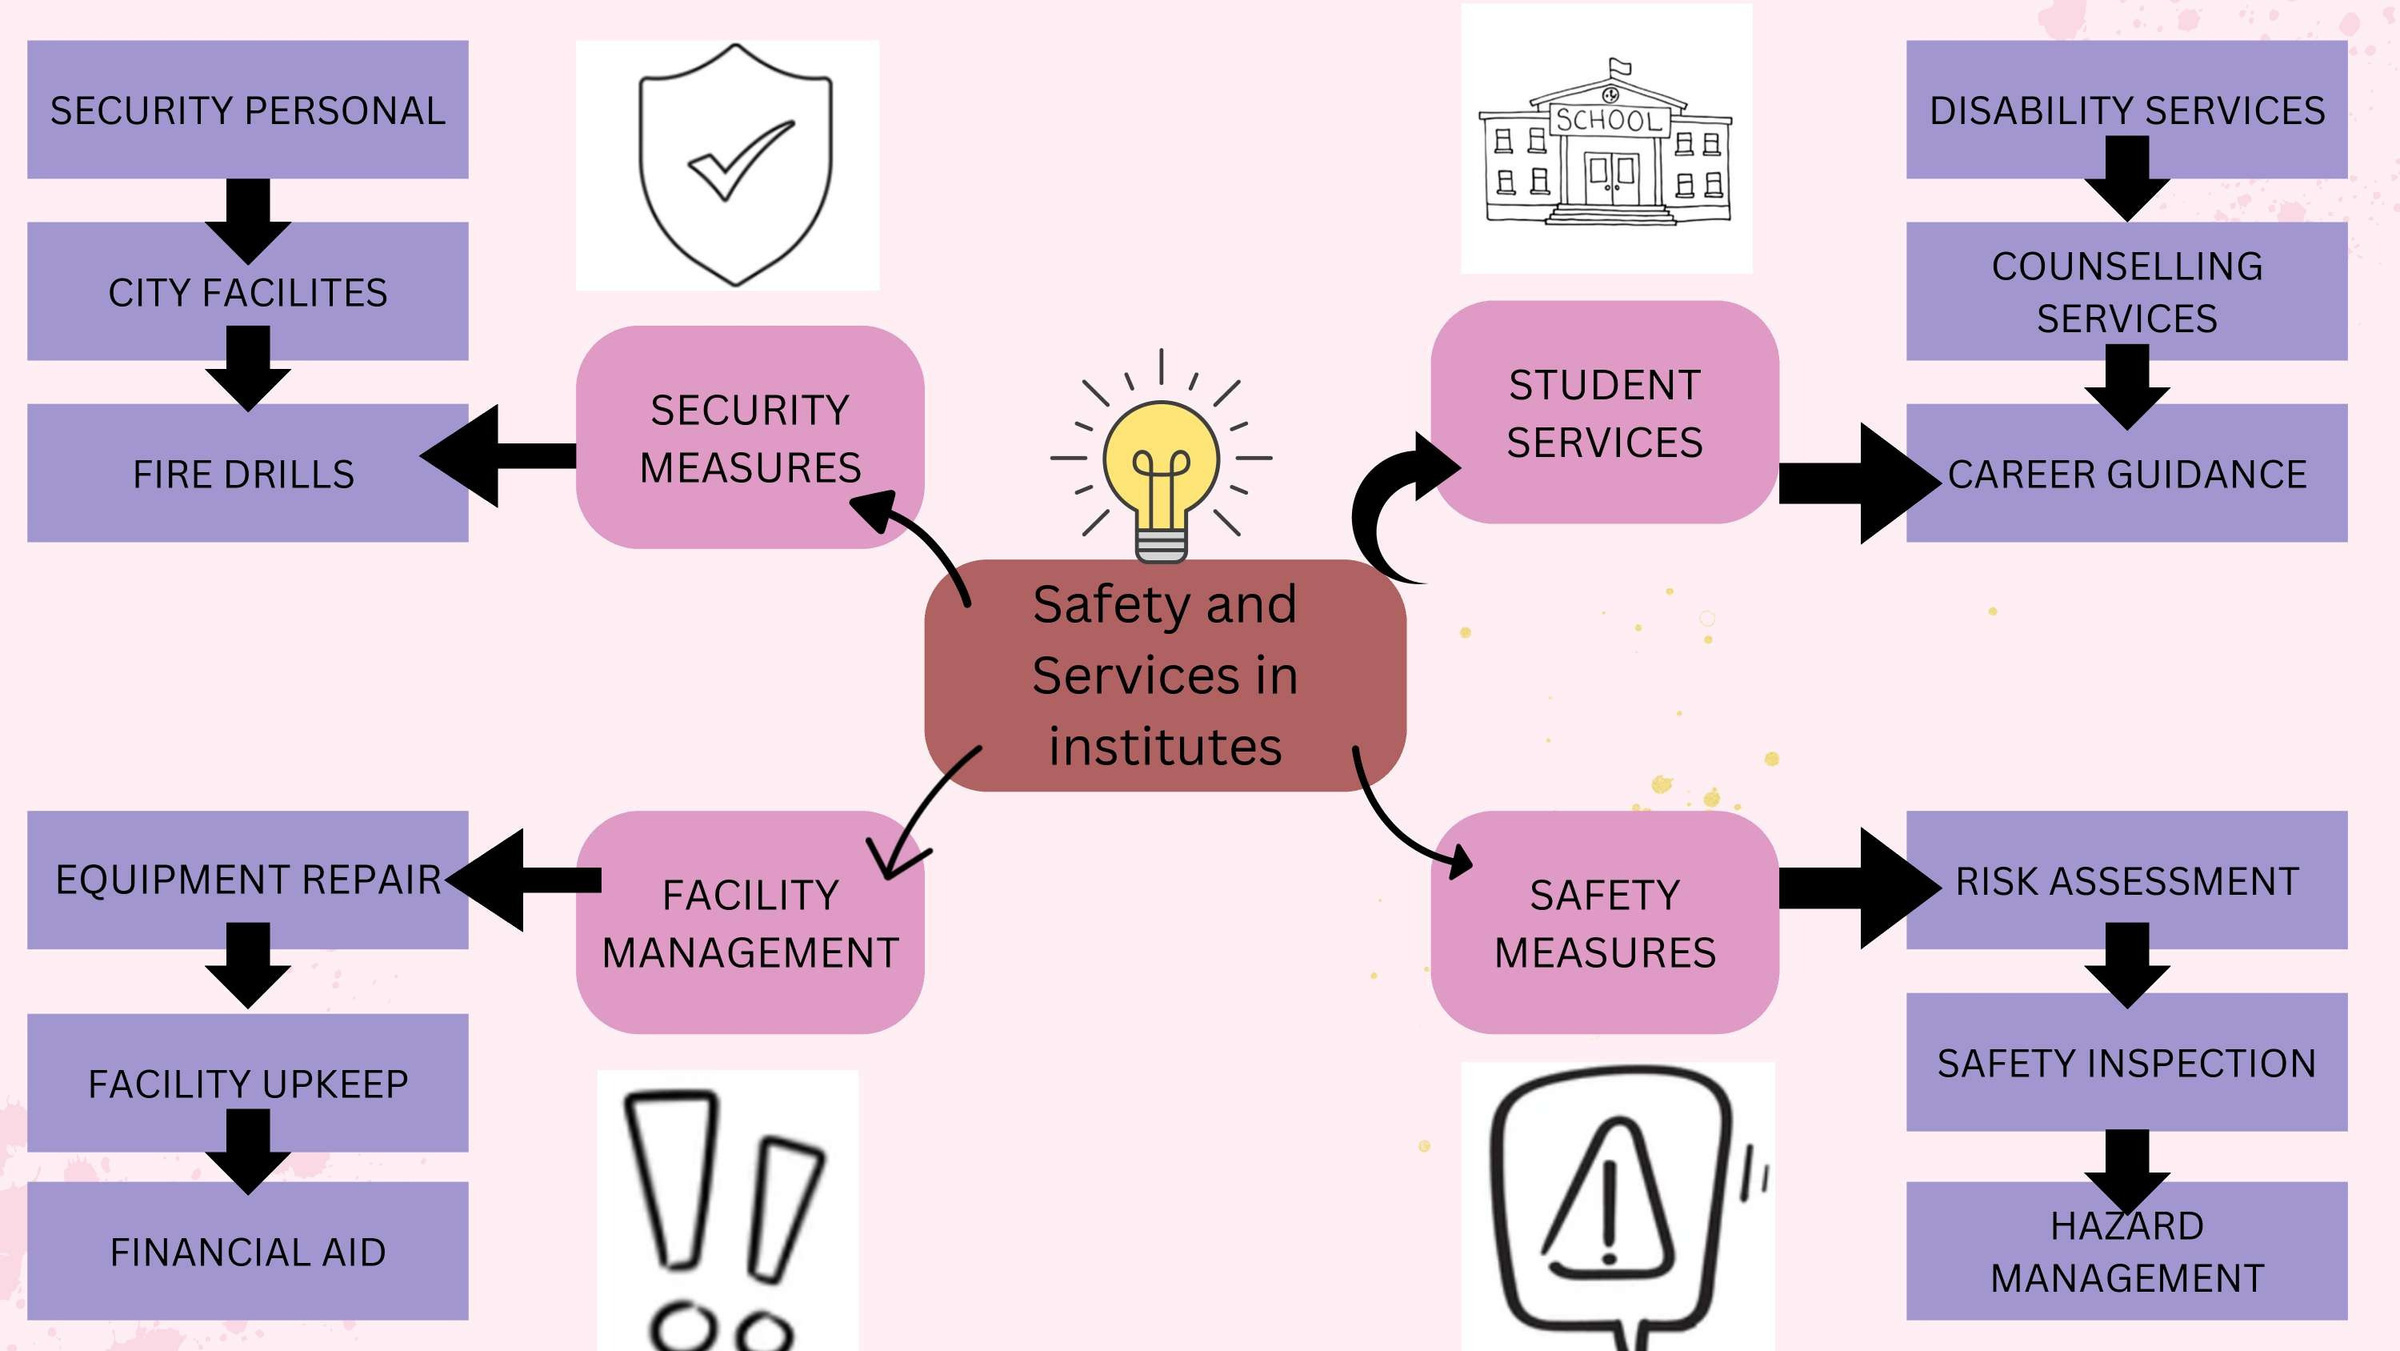 SECURITY PERSONAL
CITY FACILITES
FIRE DRILLS
SECURITY
MEASURES
SCHOOL
STUDENT
SERVICES
DISABILITY SERVICES
COUNSELLING
SERVICES
CAREER GUIDANCE
Safety and
Services in
institutes
EQUIPMENT REPAIR
FACILITY UPKEEP
FINANCIAL AID
FACILITY
MANAGEMENT
SAFETY
MEASURES
RISK ASSESSMENT
SAFETY INSPECTION
HAZARD
MANAGEMENT